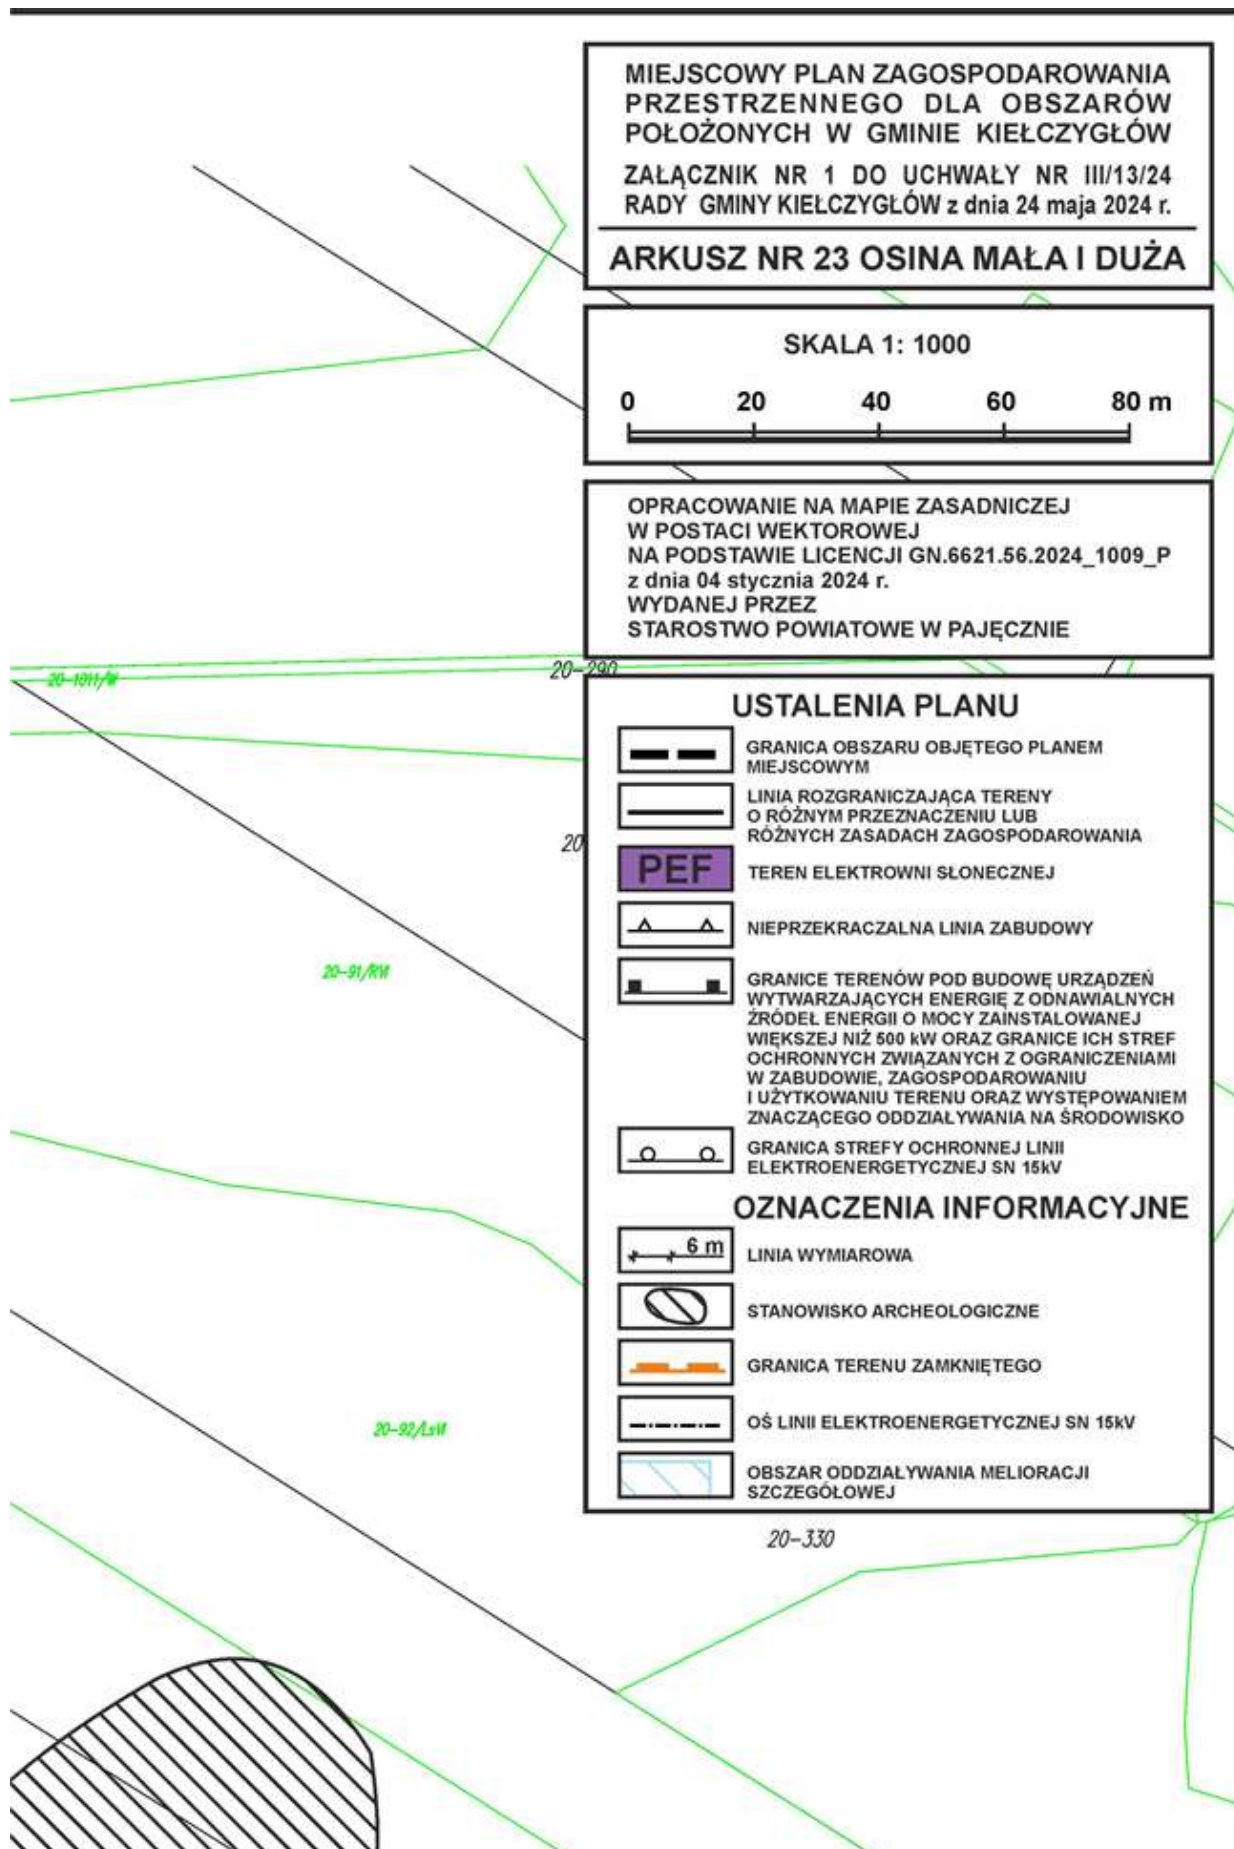 MIEJSCOWY PLAN ZAGOSPODAROWANIA
PRZESTRZENNEGO DLA OBSZARÓW
POŁOŻONYCH W GMINIE KIEŁCZYGŁÓW
ZAŁĄCZNIK NR 1 DO UCHWAŁY NR III/13/24
RADY GMINY KIEŁCZYGŁÓW z dnia 24 maja 2024 r.
ARKUSZ NR 23 OSINA MAŁA I DUŻA
SKALA 1: 1000
0 20 40 60 80 m
OPRACOWANIE NA MAPIE ZASADNICZEJ
W POSTACI WEKTOROWEJ
NA PODSTAWIE LICENCJI GN.6621.56.2024_1009_P
z dnia 04 stycznia 2024 r.
WYDANEJ PRZEZ
STAROSTWO POWIATOWE W PAJĘCZNIE
20-290
20-1011/W
USTALENIA PLANU
GRANICA OBSZARU OBJĘTEGO PLANEM
MIEJSCOWYM
LINIA ROZGRANICZAJĄCA TERENY
O RÓŻNYM PRZEZNACZENIU LUB
RÓŻNYCH ZASADACH ZAGOSPODAROWANIA
20
PEF TEREN ELEKTROWNI SŁONECZNEJ
NIEPRZEKRACZALNA LINIA ZABUDOWY
20-91/RVI
GRANICE TERENÓW POD BUDOWĘ URZĄDZEŃ
WYTWARZAJĄCYCH ENERGIĘ Z ODNAWIALNYCH
ŹRÓDEŁ ENERGII O MOCY ZAINSTALOWANEJ
WIĘKSZEJ NIŻ 500 kW ORAZ GRANICE ICH STREF
OCHRONNYCH ZWIĄZANYCH Z OGRANICZENIAMI
W ZABUDOWIE, ZAGOSPODAROWANIU
I UŻYTKOWANIU TERENU ORAZ WYSTĘPOWANIEM
ZNACZĄCEGO ODDZIAŁYWANIA NA ŚRODOWISKO
GRANICA STREFY OCHRONNEJ LINII
ELEKTROENERGETYCZNEJ SN 15kV
OZNACZENIA INFORMACYJNE
6 m LINIA WYMIAROWA
STANOWISKO ARCHEOLOGICZNE
GRANICA TERENU ZAMKNIĘTEGO
OŚ LINII ELEKTROENERGETYCZNEJ SN 15kV
20-92/LsVI
OBSZAR ODDZIAŁYWANIA MELIORACJI
SZCZEGÓŁOWEJ
20-330